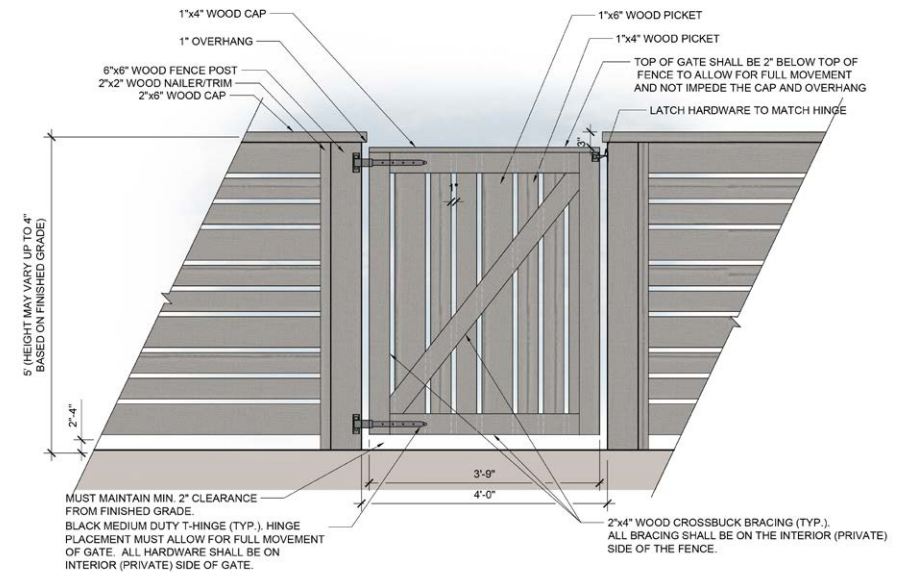 1"x4" WOOD CAP
1" OVERHANG
6"x6" WOOD FENCE POST
2"x2" WOOD NAILER/TRIM
2"x6" WOOD CAP
1"x6" WOOD PICKET
1"x4" WOOD PICKET
TOP OF GATE SHALL BE 2" BELOW TOP OF
FENCE TO ALLOW FOR FULL MOVEMENT
AND NOT IMPEDE THE CAP AND OVERHANG
LATCH HARDWARE TO MATCH HINGE
3"
1"
5' (HEIGHT MAY VARY UP TO 4"
BASED ON FINISHED GRADE)
2"-4"
3'-9"
4'-0"
MUST MAINTAIN MIN. 2" CLEARANCE
FROM FINISHED GRADE.
BLACK MEDIUM DUTY T-HINGE (TYP.). HINGE
PLACEMENT MUST ALLOW FOR FULL MOVEMENT
OF GATE. ALL HARDWARE SHALL BE ON
INTERIOR (PRIVATE) SIDE OF GATE.
2"x4" WOOD CROSSBUCK BRACING (TYP.).
ALL BRACING SHALL BE ON THE INTERIOR (PRIVATE)
SIDE OF THE FENCE.